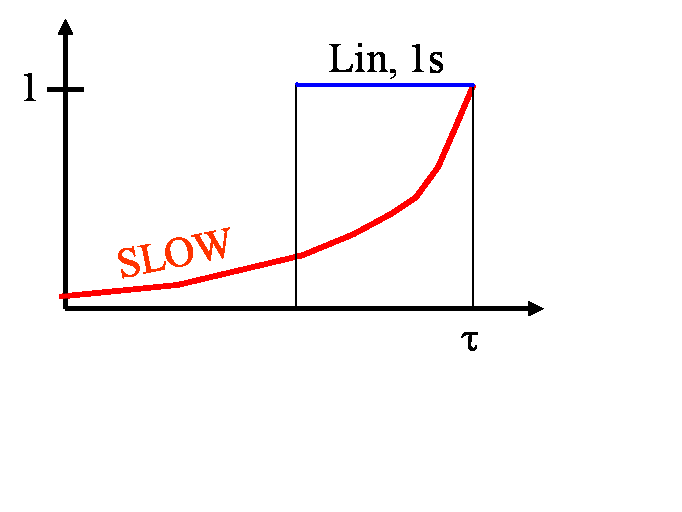 Lin, 1s
1
SLOW
τ